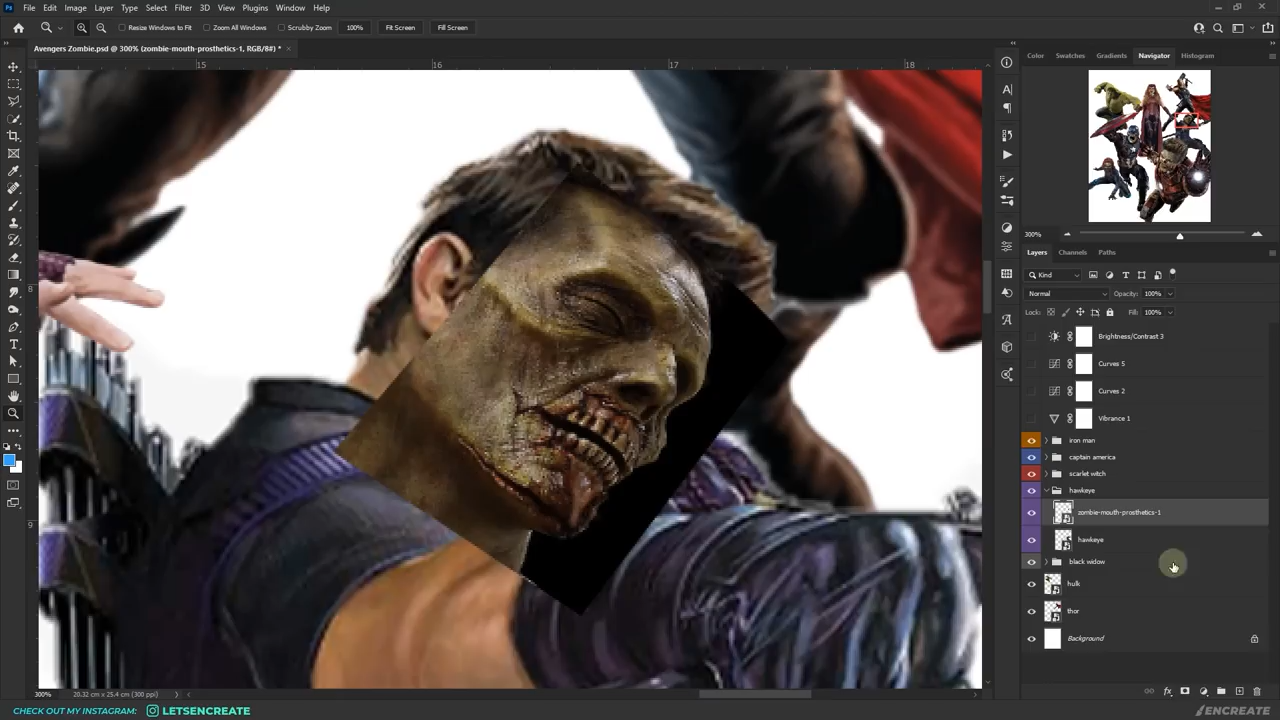 File Edit Image Layer Type Select Filter 3D View Plugins Window Help
Resize Windows to Fit Zoom All Windows Scrubby Zoom 100% Fit Screen Fill Screen
Avengers Zombie.psd @ 300% (zombie-mouth-prosthetics-1, RGB/8#) *
Color Swatches Gradients Navigator Histogram
15 16 17 18
8
9
300%
Layers Channels Paths
Kind
Normal Opacity: 100%
Lock: Fill: 100%
Brightness/Contrast 3
Curves 5
Curves 2
Vibrance 1
iron man
captain america
scarlet witch
hawkeye
zombie-mouth-prosthetics-1
hawkeye
black widow
hulk
thor
Background
300% 20.32 cm x 25.4 cm (300 ppi)
CHECK OUT MY INSTAGRAM: LETSENCREATE
ENCREATE